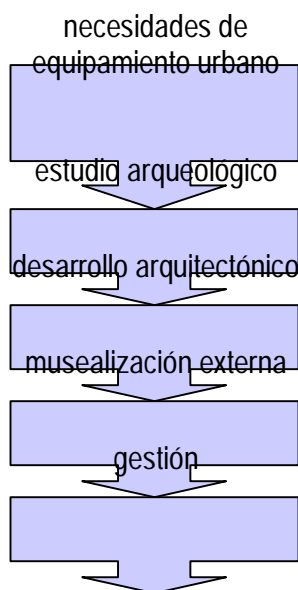 necesidades de
equipamiento urbano
estudio arqueológico
desarrollo arquitectónico
musealización externa
gestión